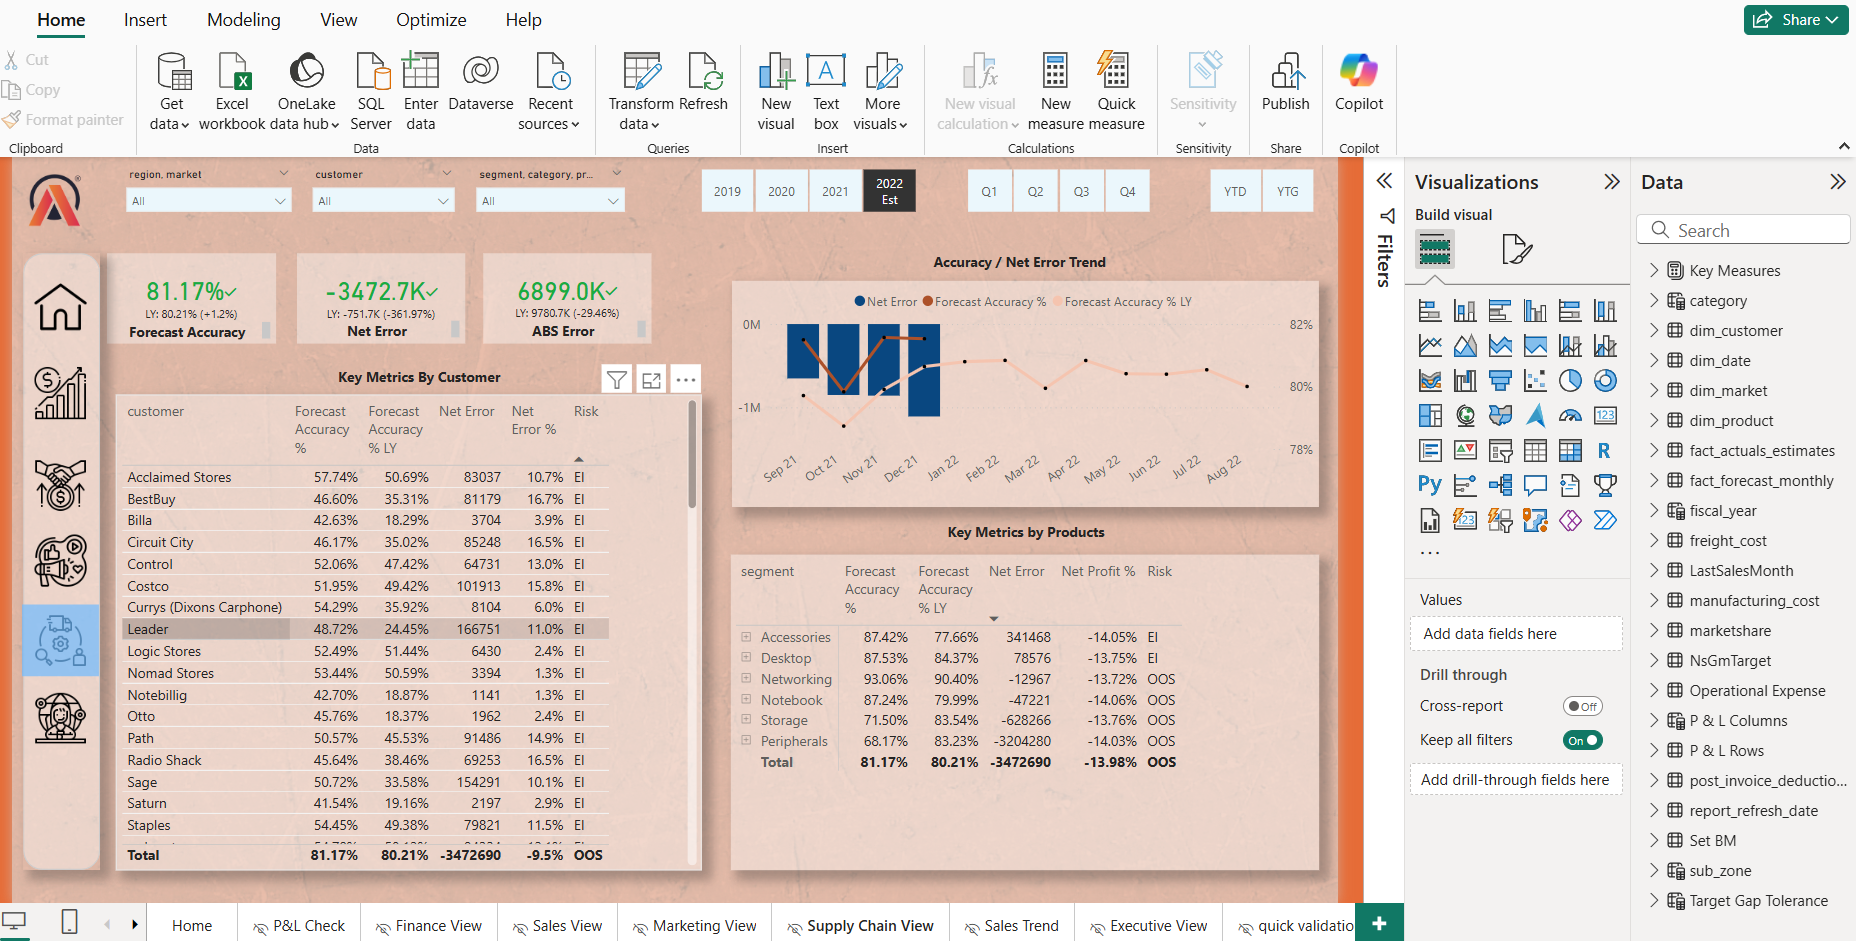 Home Insert Modeling View Optimize Help Share
Cut
Copy
Format painter
Clipboard
Get data
Excel workbook
OneLake data hub
SQL Server
Enter data
Dataverse
Recent sources
Data
Transform data
Refresh
Queries
New visual
Text box
More visuals
Insert
New visual calculation
New measure
Quick measure
Calculations
Sensitivity
Sensitivity
Publish
Share
Copilot
Copilot
region, market
All
customer
All
segment, category, pr...
All
2019 2020 2021 2022 Est
Q1 Q2 Q3 Q4
YTD YTG
81.17%
LY: 80.21% (+1.2%)
Forecast Accuracy
-3472.7K
LY: -751.7K (-361.97%)
Net Error
6899.0K
LY: 9780.7K (-29.46%)
ABS Error
Key Metrics By Customer
customer Forecast Accuracy % Forecast Accuracy % LY Net Error Net Error % Risk
Acclaimed Stores 57.74% 50.69% 83037 10.7% EI
BestBuy 46.60% 35.31% 81179 16.7% EI
Billa 42.63% 18.29% 3704 3.9% EI
Circuit City 46.17% 35.02% 85248 16.5% EI
Control 52.06% 47.42% 64731 13.0% EI
Costco 51.95% 49.42% 101913 15.8% EI
Currys (Dixons Carphone) 54.29% 35.92% 8104 6.0% EI
Leader 48.72% 24.45% 166751 11.0% EI
Logic Stores 52.49% 51.44% 6430 2.4% EI
Nomad Stores 53.44% 50.59% 3394 1.3% EI
Notebillig 42.70% 18.87% 1141 1.3% EI
Otto 45.76% 18.37% 1962 2.4% EI
Path 50.57% 45.53% 91486 14.9% EI
Radio Shack 45.64% 38.46% 69253 16.5% EI
Sage 50.72% 33.58% 154291 10.1% EI
Saturn 41.54% 19.16% 2197 2.9% EI
Staples 54.45% 49.38% 79821 11.5% EI
Total 81.17% 80.21% -3472690 -9.5% OOS
Accuracy / Net Error Trend
Net Error Forecast Accuracy % Forecast Accuracy % LY
0M
-1M
82%
80%
78%
Sep 21 Oct 21 Nov 21 Dec 21 Jan 22 Feb 22 Mar 22 Apr 22 May 22 Jun 22 Jul 22 Aug 22
Key Metrics by Products
segment Forecast Accuracy % Forecast Accuracy % LY Net Error Net Profit % Risk
Accessories 87.42% 77.66% 341468 -14.05% EI
Desktop 87.53% 84.37% 78576 -13.75% EI
Networking 93.06% 90.40% -12967 -13.72% OOS
Notebook 87.24% 79.99% -47221 -14.06% OOS
Storage 71.50% 83.54% -628266 -13.76% OOS
Peripherals 68.17% 83.23% -3204280 -14.03% OOS
Total 81.17% 80.21% -3472690 -13.98% OOS
Filters
Visualizations
Build visual
Values
Add data fields here
Drill through
Cross-report Off
Keep all filters On
Add drill-through fields here
Data
Search
Key Measures
category
dim_customer
dim_date
dim_market
dim_product
fact_actuals_estimates
fact_forecast_monthly
fiscal_year
freight_cost
LastSalesMonth
manufacturing_cost
marketshare
NsGmTarget
Operational Expense
P & L Columns
P & L Rows
post_invoice_deductio...
report_refresh_date
Set BM
sub_zone
Target Gap Tolerance
Home P&L Check Finance View Sales View Marketing View Supply Chain View Sales Trend Executive View quick validatio